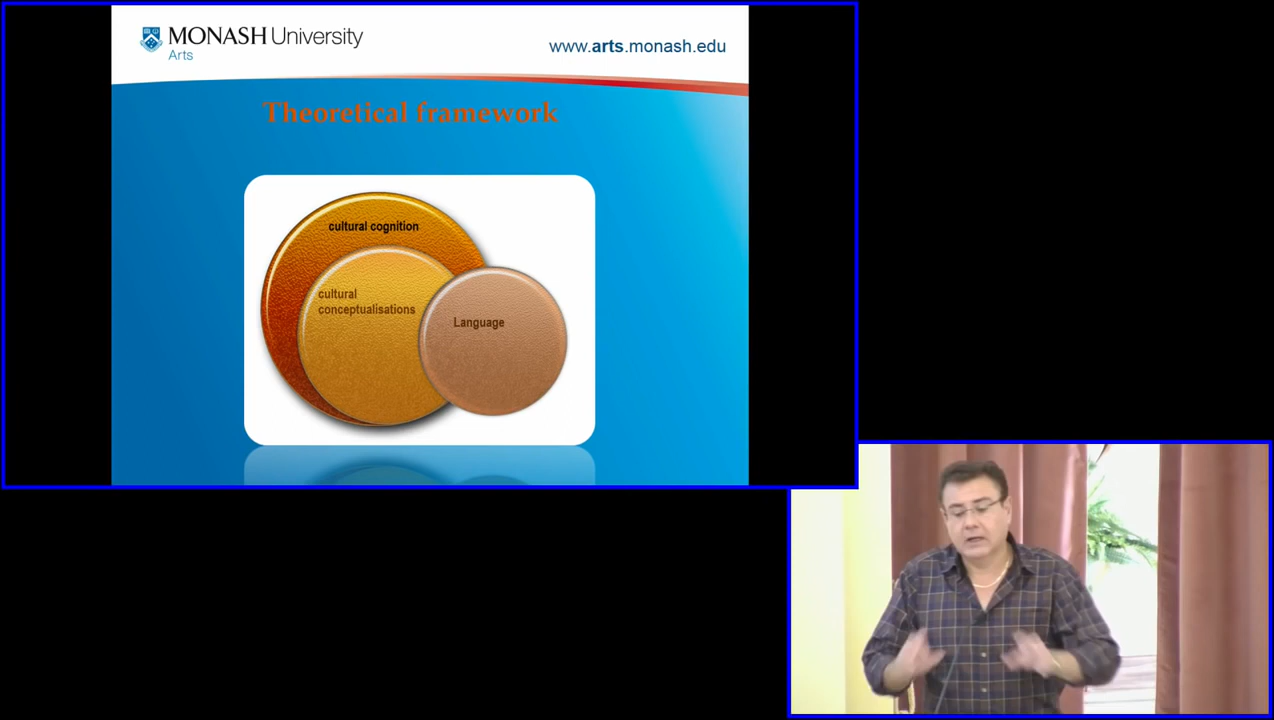 MONASH University
Arts
www.arts.monash.edu
Theoretical framework
cultural cognition
cultural
conceptualisations
Language